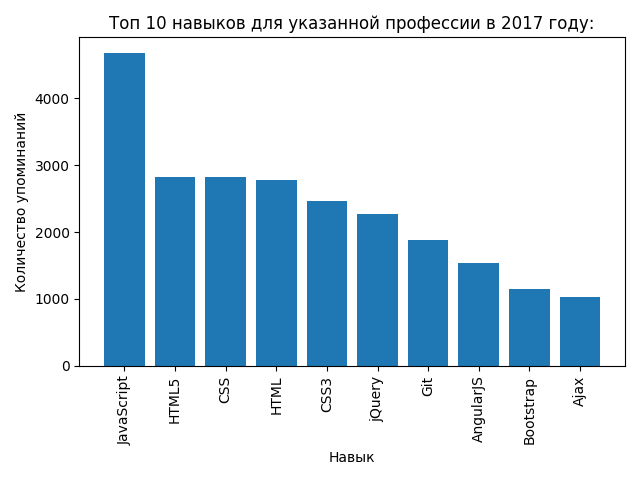 Топ 10 навыков для указанной профессии в 2017 году:
Количество упоминаний
4000
3000
2000
1000
0
JavaScript
HTML5
CSS
HTML
CSS3
jQuery
Git
AngularJS
Bootstrap
Ajax
Навык